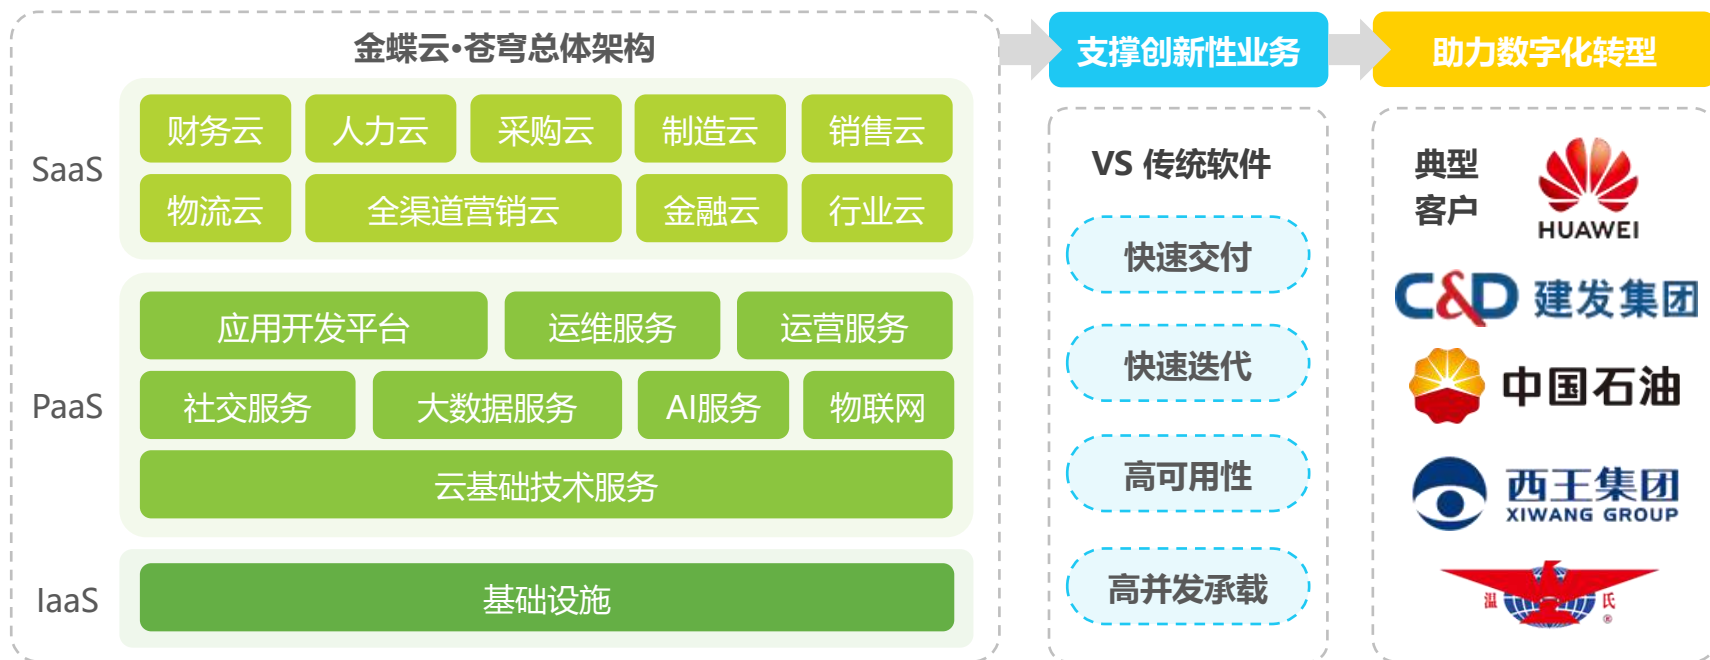 金蝶云·苍穹总体架构
SaaS
财务云
人力云
采购云
制造云
销售云
物流云
全渠道营销云
金融云
行业云
PaaS
应用开发平台
运维服务
运营服务
社交服务
大数据服务
AI服务
物联网
云基础技术服务
IaaS
基础设施
支撑创新性业务
VS 传统软件
快速交付
快速迭代
高可用性
高并发承载
助力数字化转型
典型
客户
HUAWEI
C&D 建发集团
中国石油
西王集团
XIWANG GROUP
温 氏
®